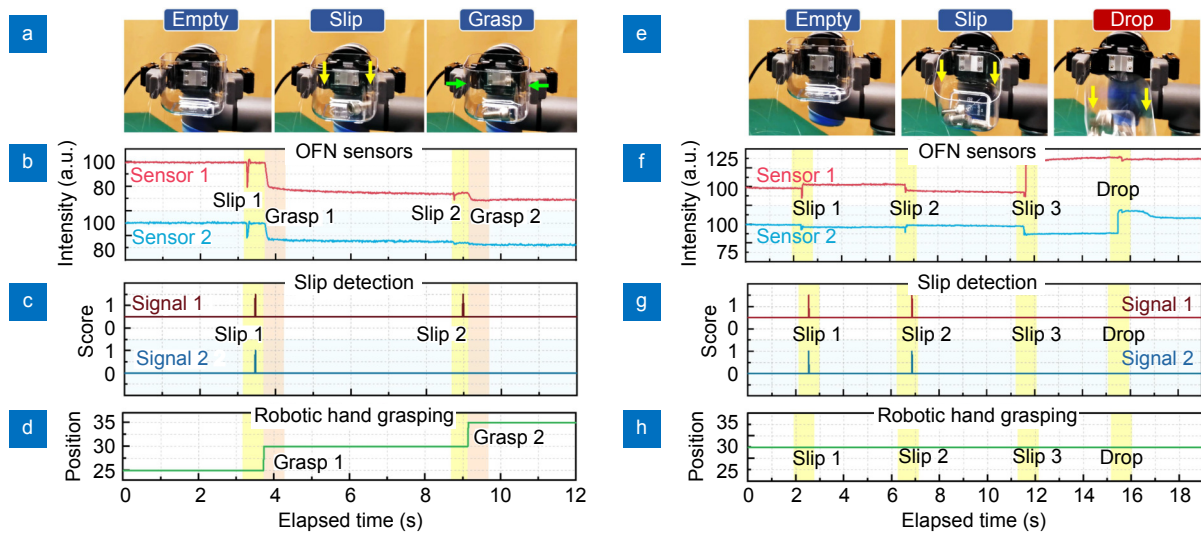 a
Empty
Slip
Grasp
b
OFN sensors
Intensity (a.u.)
100
80
100
80
Sensor 1
Slip 1
Grasp 1
Slip 2
Grasp 2
Sensor 2
c
Slip detection
Score
1
0
1
0
Signal 1
Slip 1
Slip 2
Signal 2
d
Robotic hand grasping
Position
35
30
25
Grasp 1
Grasp 2
0 2 4 6 8 10 12
Elapsed time (s)
e
Empty
Slip
Drop
f
OFN sensors
Intensity (a.u.)
125
100
100
75
Sensor 1
Slip 1
Slip 2
Slip 3
Drop
Sensor 2
g
Slip detection
Score
1
0
1
0
Signal 1
Slip 1
Slip 2
Slip 3
Drop
Signal 2
h
Robotic hand grasping
Position
35
30
25
Slip 1
Slip 2
Slip 3
Drop
0 2 4 6 8 10 12 14 16 18
Elapsed time (s)